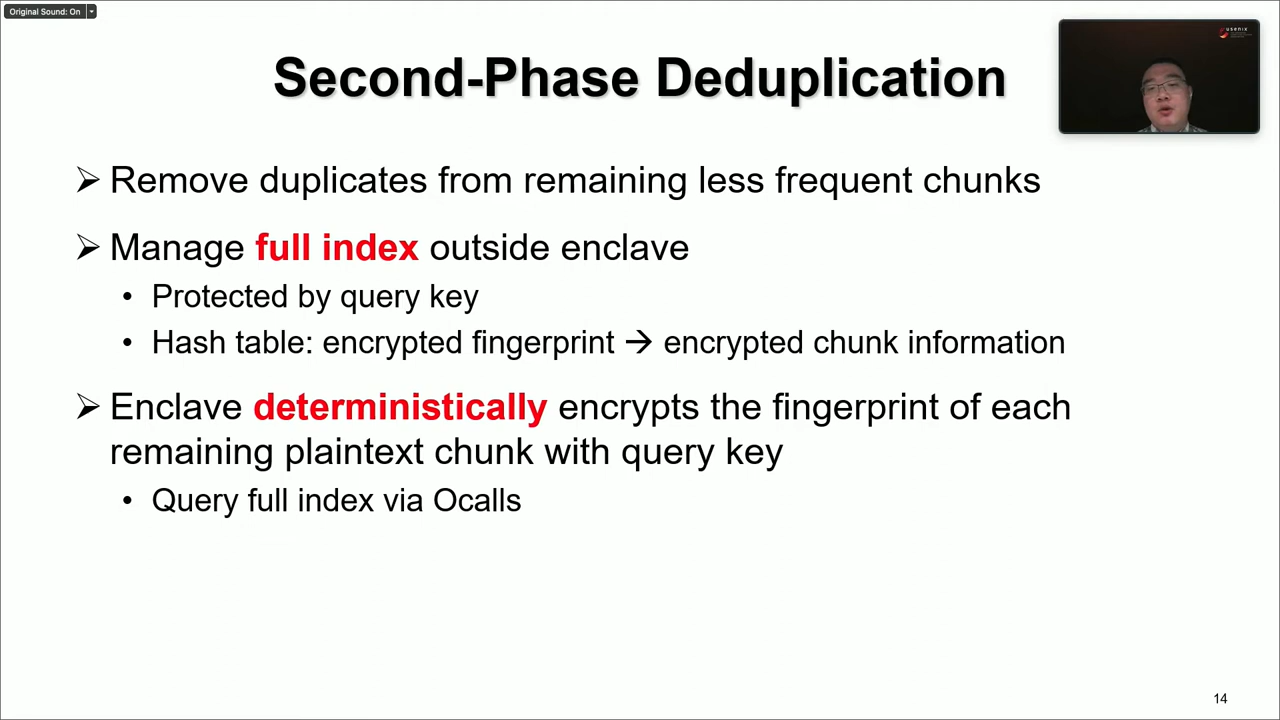 Original Sound: On
usenix
Second-Phase Deduplication
➢ Remove duplicates from remaining less frequent chunks
➢ Manage full index outside enclave
• Protected by query key
• Hash table: encrypted fingerprint → encrypted chunk information
➢ Enclave deterministically encrypts the fingerprint of each
remaining plaintext chunk with query key
• Query full index via Ocalls
14